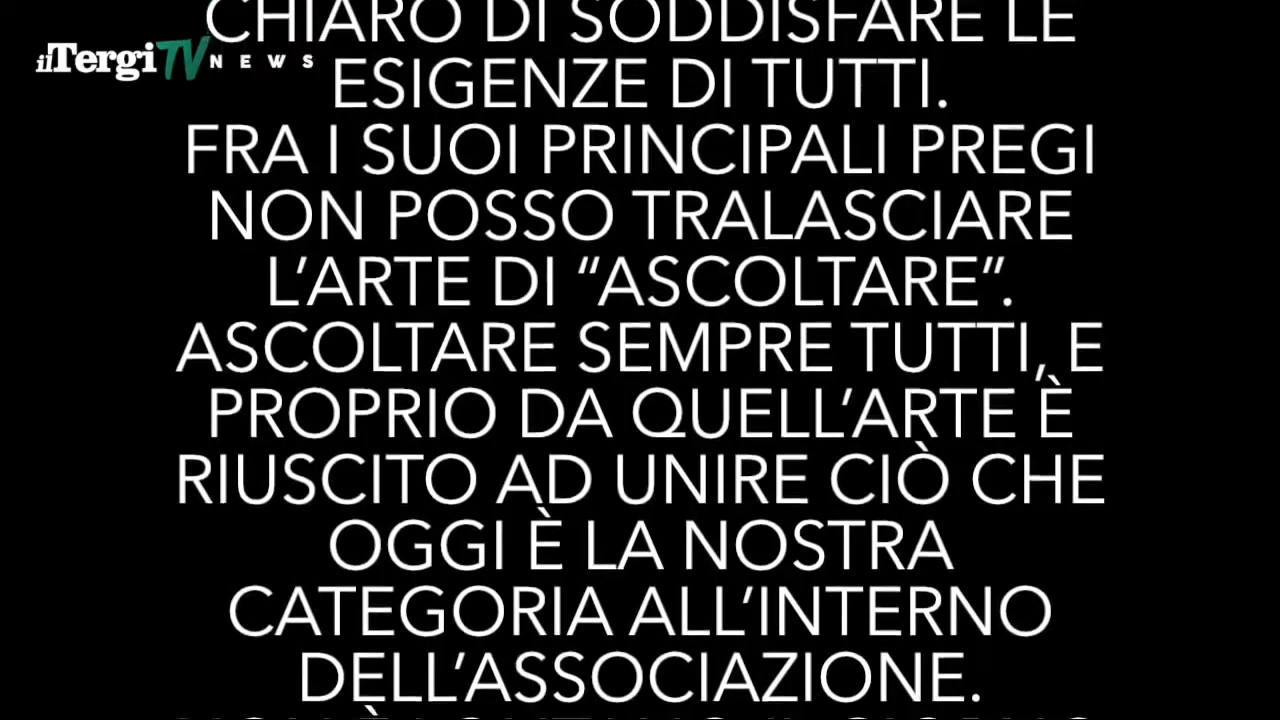 CHIARO DI SODDISFARE LE
ilTergiTV NEWS
ESIGENZE DI TUTTI.
FRA I SUOI PRINCIPALI PREGI
NON POSSO TRALASCIARE
L’ARTE DI “ASCOLTARE”.
ASCOLTARE SEMPRE TUTTI, E
PROPRIO DA QUELL’ARTE È
RIUSCITO AD UNIRE CIÒ CHE
OGGI È LA NOSTRA
CATEGORIA ALL’INTERNO
DELL’ASSOCIAZIONE.